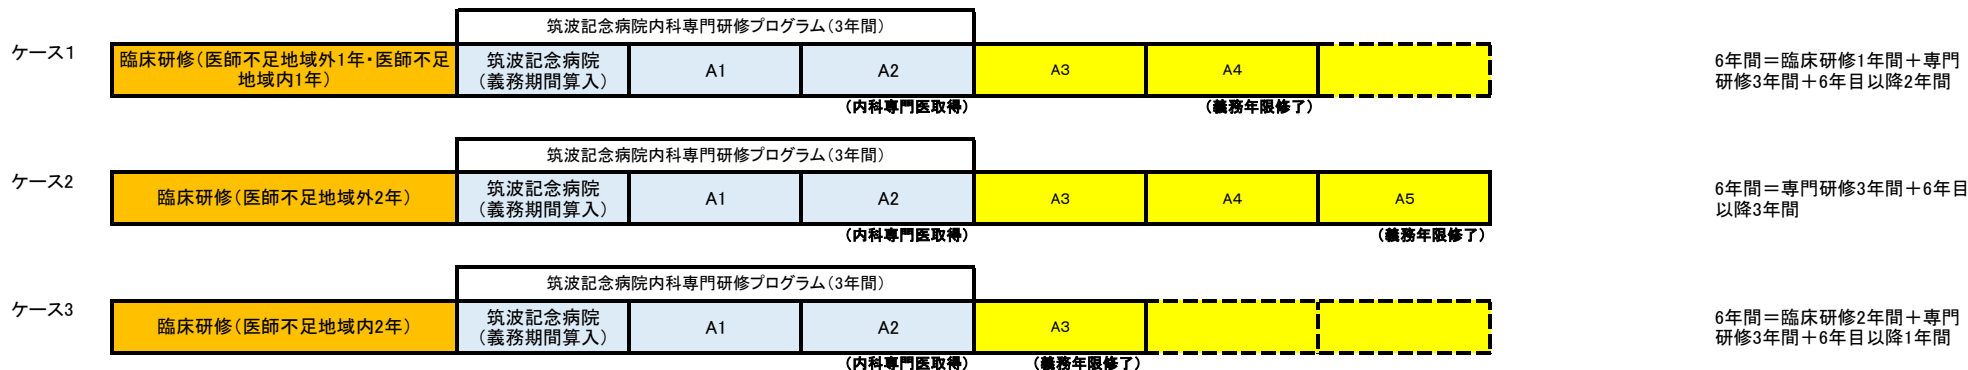 筑波記念病院内科専門研修プログラム(3年間)
ケース1
臨床研修(医師不足地域外1年・医師不足
地域内1年)
筑波記念病院
(義務期間算入)
A1
A2
A3
A4
6年間=臨床研修1年間+専門
研修3年間+6年目以降2年間
(内科専門医取得)
(義務年限修了)
筑波記念病院内科専門研修プログラム(3年間)
ケース2
臨床研修(医師不足地域外2年)
筑波記念病院
(義務期間算入)
A1
A2
A3
A4
A5
6年間=専門研修3年間+6年目
以降3年間
(内科専門医取得)
(義務年限修了)
筑波記念病院内科専門研修プログラム(3年間)
ケース3
臨床研修(医師不足地域内2年)
筑波記念病院
(義務期間算入)
A1
A2
A3
6年間=臨床研修2年間+専門
研修3年間+6年目以降1年間
(内科専門医取得)
(義務年限修了)